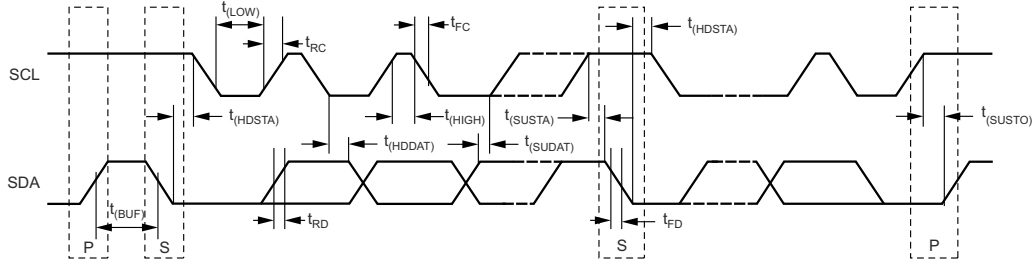 t(LOW)
tRC
tFC
t(HDSTA)
SCL
t(HDSTA)
t(HIGH)
t(SUSTA)
t(SUSTO)
t(HDDAT)
t(SUDAT)
SDA
t(BUF)
tRD
tFD
P
S
S
P